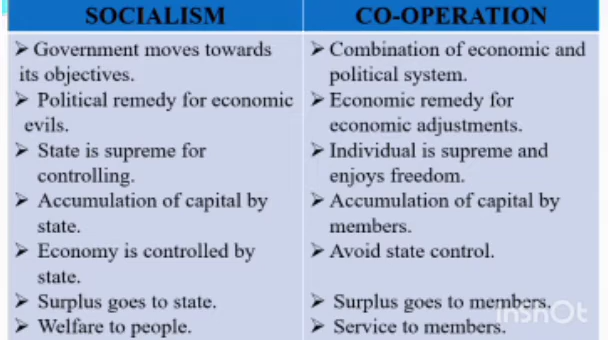 SOCIALISM
CO-OPERATION
➢ Government moves towards
its objectives.
➢ Political remedy for economic
evils.
➢ State is supreme for
controlling.
➢ Accumulation of capital by
state.
➢ Economy is controlled by
state.
➢ Surplus goes to state.
➢ Welfare to people.
➢ Combination of economic and
political system.
➢ Economic remedy for
economic adjustments.
➢ Individual is supreme and
enjoys freedom.
➢ Accumulation of capital by
members.
➢ Avoid state control.
➢ Surplus goes to members.
➢ Service to members.
InShOt